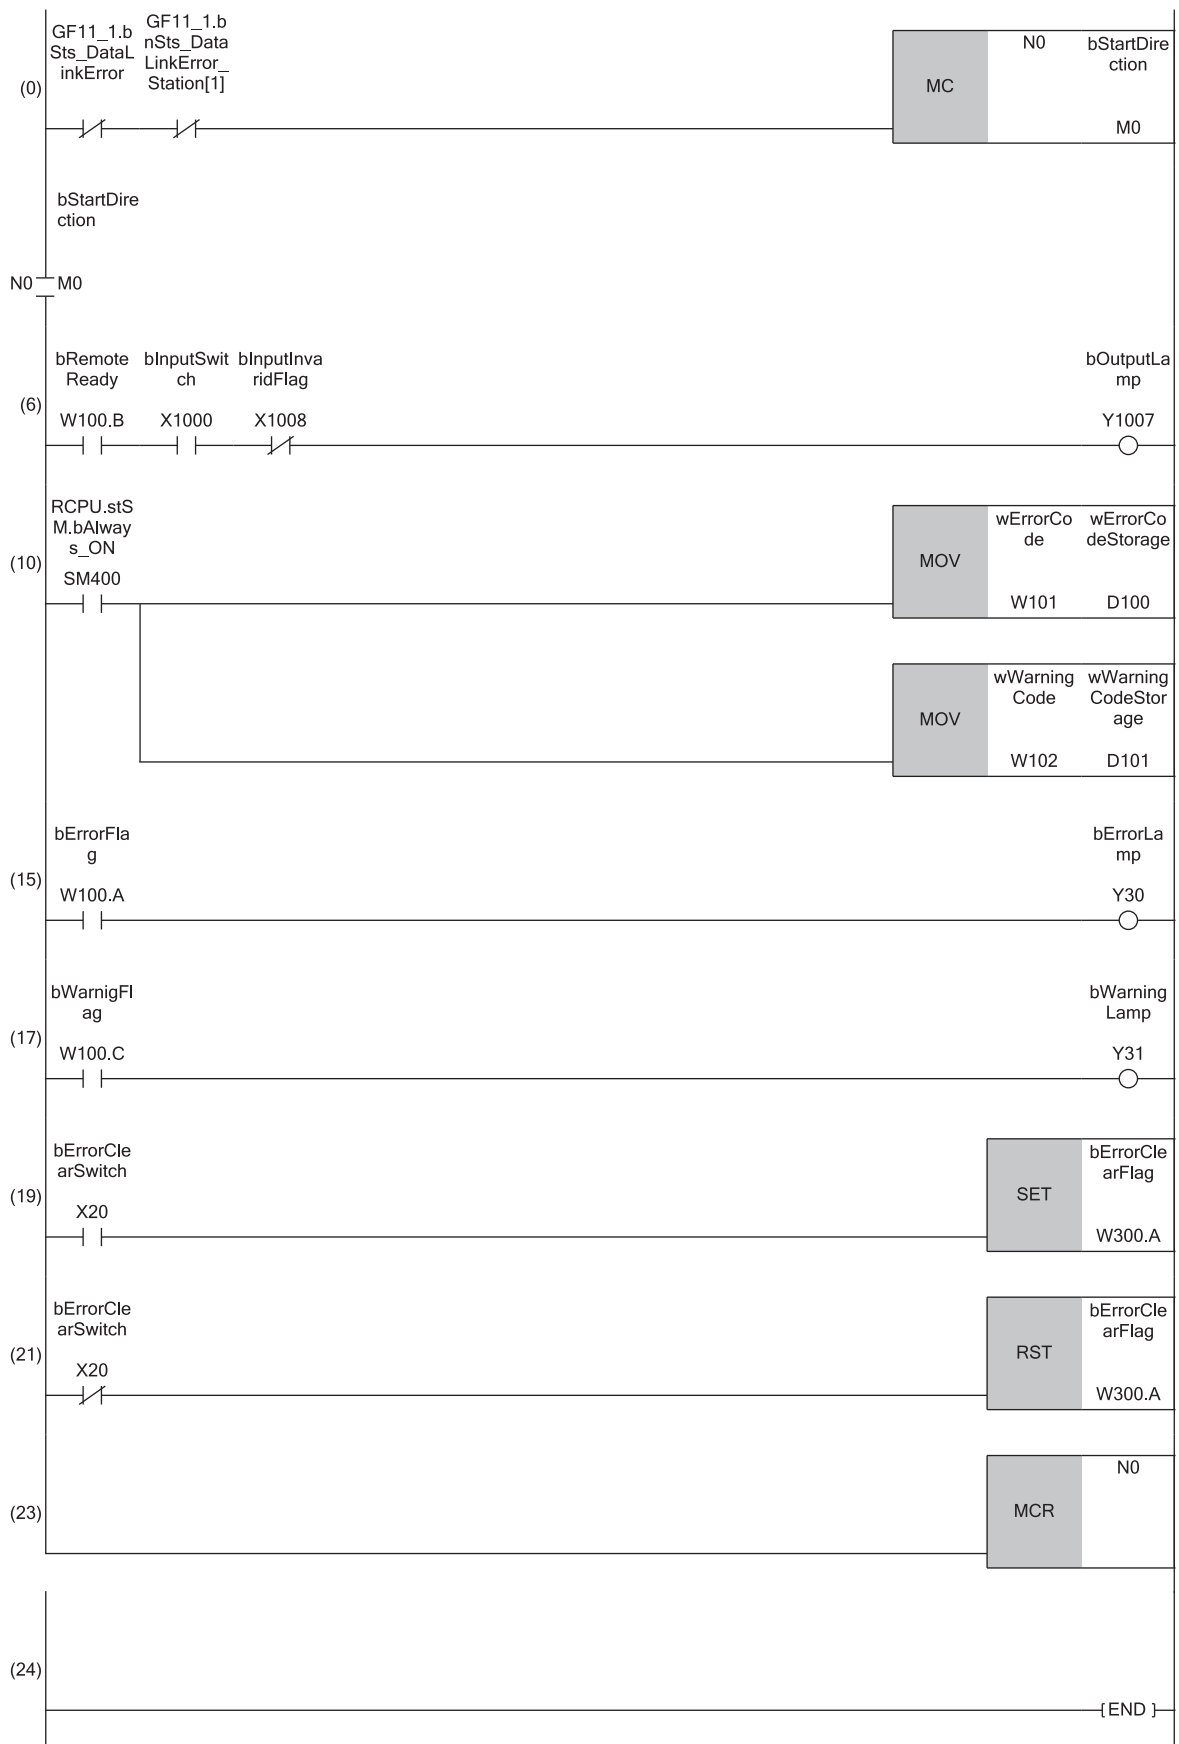 GF11_1.b
Sts_DataL
inkError
GF11_1.b
nSts_Data
LinkError_
Station[1]
(0)
MC
N0
bStartDire
ction
M0
bStartDire
ction
N0
M0
(6)
bRemote
Ready
W100.B
bInputSwit
ch
X1000
bInputInva
ridFlag
X1008
bOutputLa
mp
Y1007
(10)
RCPU.stS
M.bAlway
s_ON
SM400
MOV
wErrorCo
de
W101
wErrorCo
deStorage
D100
MOV
wWarning
Code
W102
wWarning
CodeStor
age
D101
(15)
bErrorFla
g
W100.A
bErrorLa
mp
Y30
(17)
bWarnigFl
ag
W100.C
bWarning
Lamp
Y31
(19)
bErrorCle
arSwitch
X20
SET
bErrorCle
arFlag
W300.A
(21)
bErrorCle
arSwitch
X20
RST
bErrorCle
arFlag
W300.A
(23)
MCR
N0
(24)
[END]